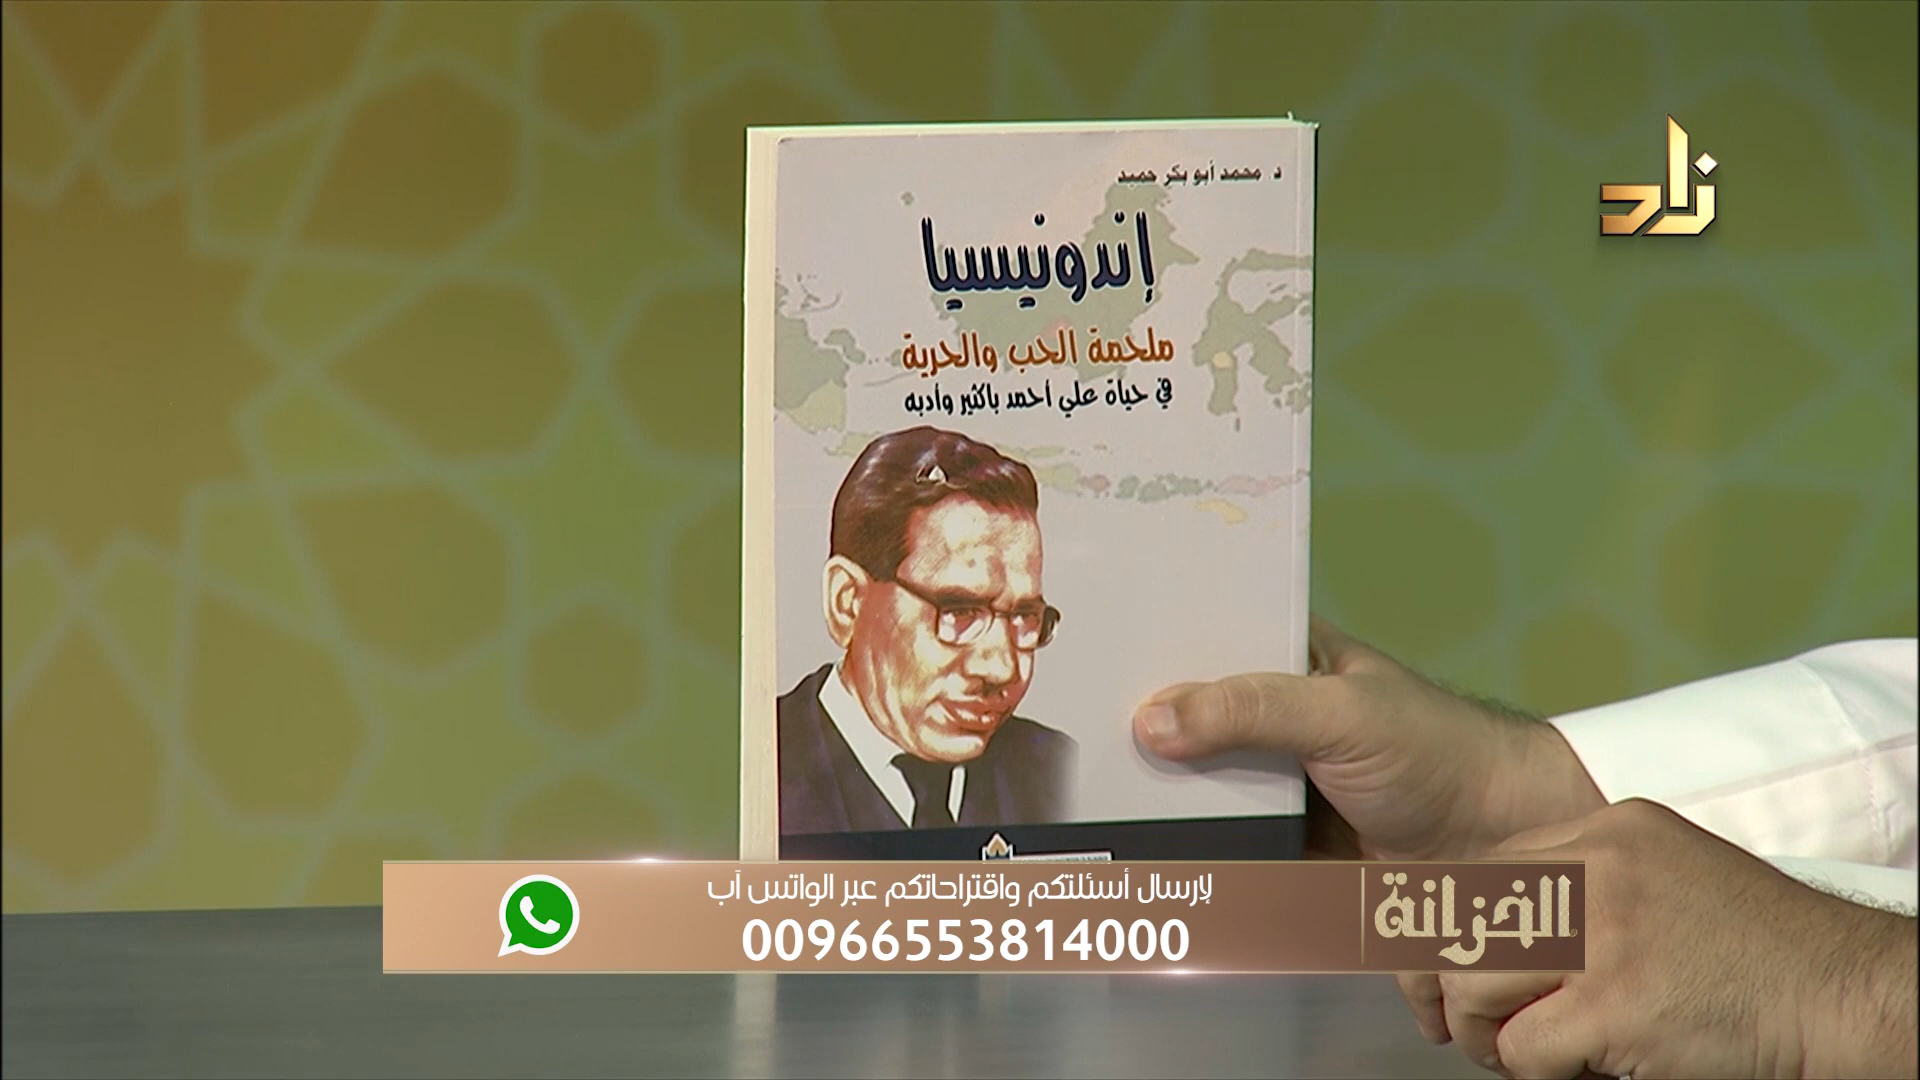 زاد
د. محمد أبو بكر حميد
إندونيسيا
ملحمة الحب والحرية
في حياة علي أحمد باكثير وأدبه
لإرسال أسئلتكم واقتراحاتكم عبر الواتس آب
00966553814000
الخزانة